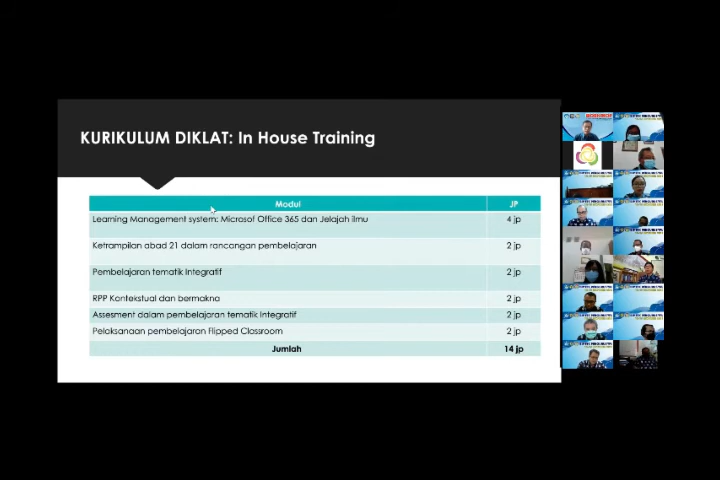 KURIKULUM DIKLAT: In House Training
Modul JP
Learning Management system: Microsof Office 365 dan Jelajah ilmu 4 jp
Ketrampilan abad 21 dalam rancangan pembelajaran 2 jp
Pembelajaran tematik Integratif 2 jp
RPP Kontekstual dan bermakna 2 jp
Assesment dalam pembelajaran tematik Integratif 2 jp
Pelaksanaan pembelajaran Flipped Classroom 2 jp
Jumlah 14 jp